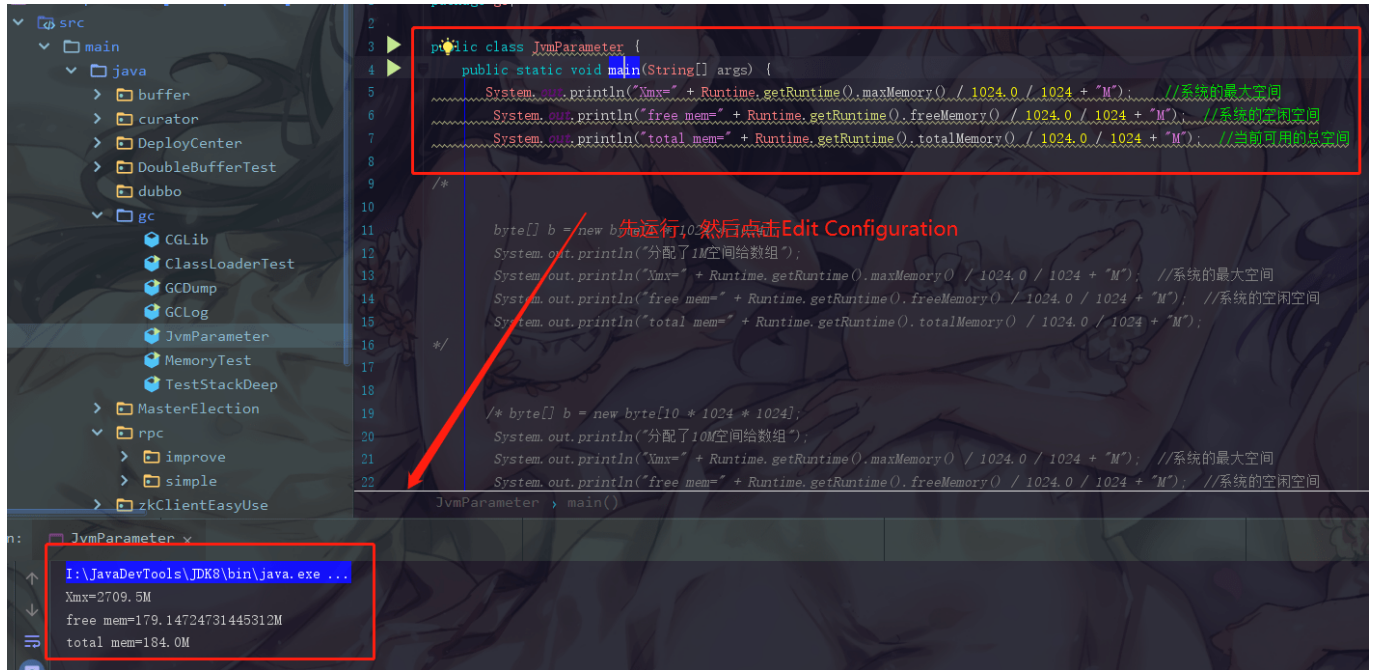 src
main
java
buffer
curator
DeployCenter
DoubleBufferTest
dubbo
gc
CGLib
ClassLoaderTest
GCDump
GCLog
JvmParameter
MemoryTest
TestStackDeep
MasterElection
rpc
improve
simple
zkClientEasyUse
2
3 public class JvmParameter {
4 public static void main(String[] args) {
5 System.out.println("Xmx=" + Runtime.getRuntime().maxMemory() / 1024.0 / 1024 + "M"); //系统的最大空间
6 System.out.println("free mem=" + Runtime.getRuntime().freeMemory() / 1024.0 / 1024 + "M"); //系统的空闲空间
7 System.out.println("total mem=" + Runtime.getRuntime().totalMemory() / 1024.0 / 1024 + "M"); //当前可用的总空间
8
9 /*
10
先运行，然后点击Edit Configuration
11 byte[] b = new
12 System.out.println("分配了1M空间给数组");
13 System.out.println("Xmx=" + Runtime.getRuntime().maxMemory() / 1024.0 / 1024 + "M"); //系统的最大空间
14 System.out.println("free mem=" + Runtime.getRuntime().freeMemory() / 1024.0 / 1024 + "M"); //系统的空闲空间
15 System.out.println("total mem=" + Runtime.getRuntime().totalMemory() / 1024.0 / 1024 + "M");
16 */
17
18
19 /* byte[] b = new byte[10 * 1024 * 1024];
20 System.out.println("分配了10M空间给数组");
21 System.out.println("Xmx=" + Runtime.getRuntime().maxMemory() / 1024.0 / 1024 + "M"); //系统的最大空间
22 System.out.println("free mem=" + Runtime.getRuntime().freeMemory() / 1024.0 / 1024 + "M"); //系统的空闲空间
JvmParameter › main()
n: JvmParameter ×
I:\JavaDevTools\JDK8\bin\java.exe ...
Xmx=2709.5M
free mem=179.14724731445312M
total mem=184.0M